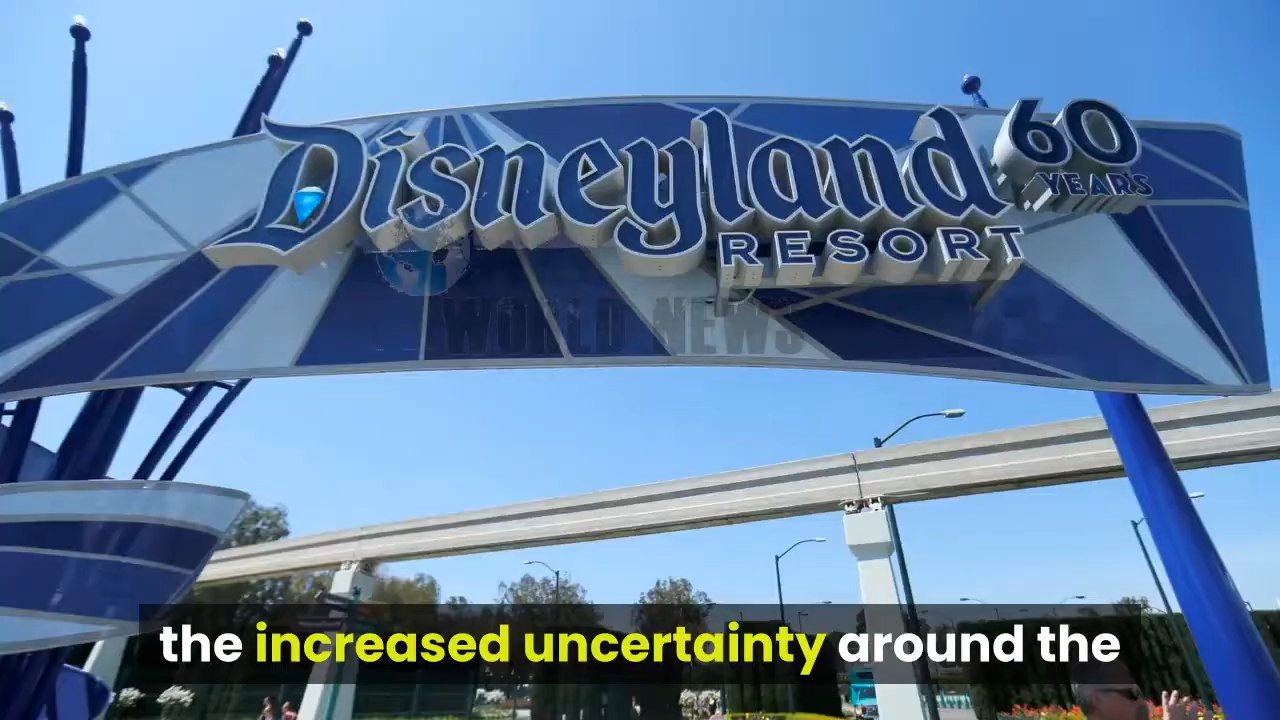 Disneyland 60
YEARS
RESORT
WORLD NEWS
the increased uncertainty around the